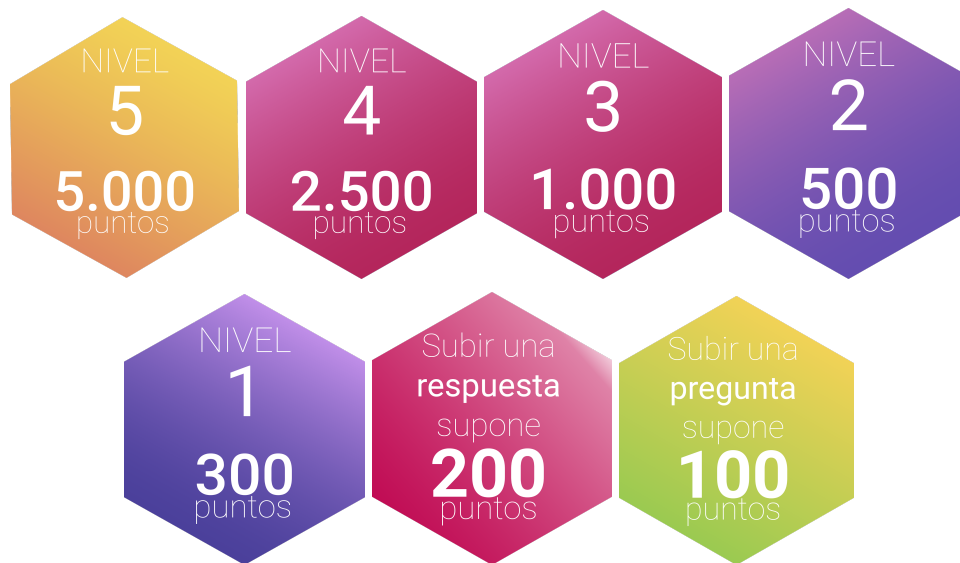 NIVEL
5
5.000
puntos
NIVEL
4
2.500
puntos
NIVEL
3
1.000
puntos
NIVEL
2
500
puntos
NIVEL
1
300
puntos
Subir una
respuesta
supone
200
puntos
Subir una
pregunta
supone
100
puntos